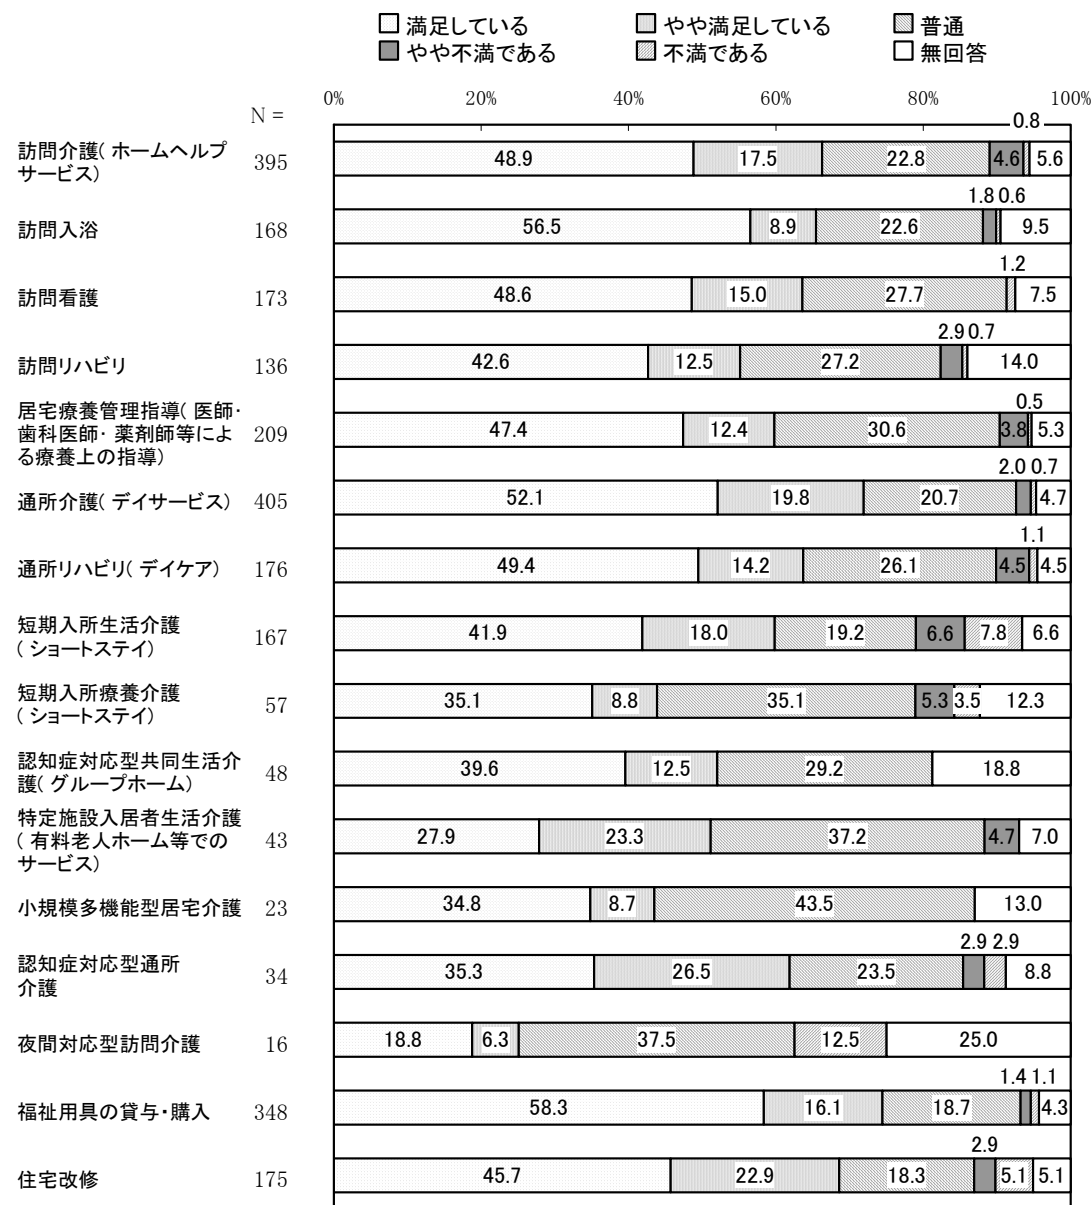 満足している やや満足している 普通
やや不満である 不満である 無回答
0% 20% 40% 60% 80% 100%
N =
0.8
訪問介護( ホームヘルプ
サービス)
395 48.9 17.5 22.8 4.6 5.6
1.8 0.6
訪問入浴 168 56.5 8.9 22.6 9.5
1.2
訪問看護 173 48.6 15.0 27.7 7.5
2.9 0.7
訪問リハビリ 136 42.6 12.5 27.2 14.0
0.5
居宅療養管理指導( 医師・
歯科医師・ 薬剤師等によ
る療養上の指導)
209 47.4 12.4 30.6 3.8 5.3
2.0 0.7
通所介護( デイサービス) 405 52.1 19.8 20.7 4.7
1.1
通所リハビリ( デイケア) 176 49.4 14.2 26.1 4.5 4.5
短期入所生活介護
( ショートステイ)
167 41.9 18.0 19.2 6.6 7.8 6.6
短期入所療養介護
( ショートステイ)
57 35.1 8.8 35.1 5.3 3.5 12.3
認知症対応型共同生活介
護( グループホーム)
48 39.6 12.5 29.2 18.8
特定施設入居者生活介護
( 有料老人ホーム等での
サービス)
43 27.9 23.3 37.2 4.7 7.0
小規模多機能型居宅介護 23 34.8 8.7 43.5 13.0
2.9 2.9
認知症対応型通所
介護
34 35.3 26.5 23.5 8.8
夜間対応型訪問介護 16 18.8 6.3 37.5 12.5 25.0
1.4 1.1
福祉用具の貸与・購入 348 58.3 16.1 18.7 4.3
2.9
住宅改修 175 45.7 22.9 18.3 5.1 5.1